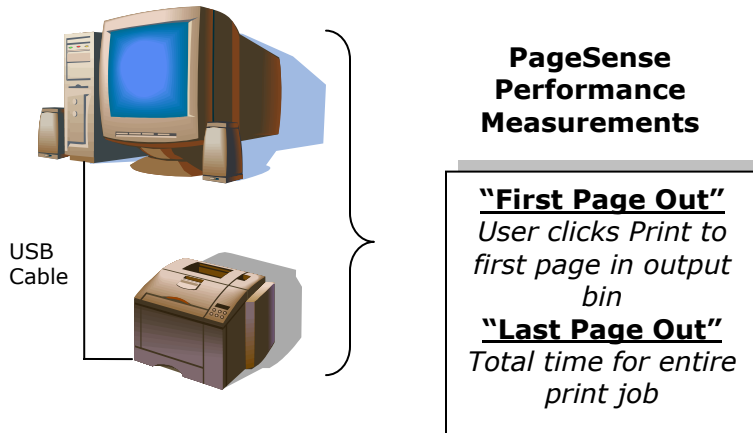 PageSense
Performance
Measurements
“First Page Out”
User clicks Print to
first page in output
bin
“Last Page Out”
Total time for entire
print job
USB
Cable